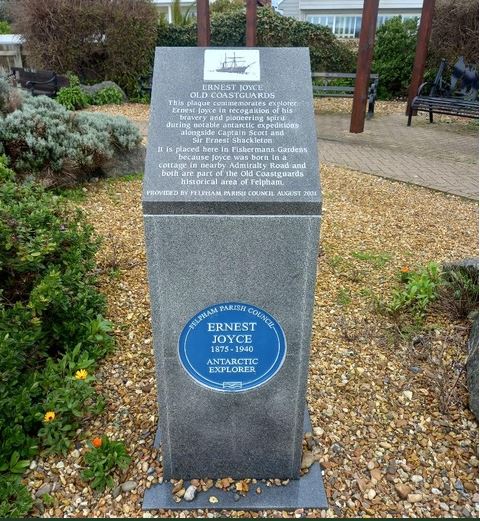 ERNEST JOYCE
OLD COASTGUARDS
This plaque commemorates explorer
Ernest Joyce in recognition of his
bravery and pioneering spirit
during notable antarctic expeditions
alongside Captain Scott and
Sir Ernest Shackleton.
It is placed here in Fishermans Gardens
because Joyce was born in a
cottage in nearby Admiralty Road and
both are part of the Old Coastguards
historical area of Felpham.
PROVIDED BY FELPHAM PARISH COUNCIL AUGUST 2021
FELPHAM PARISH COUNCIL
ERNEST
JOYCE
1875-1940
ANTARCTIC
EXPLORER